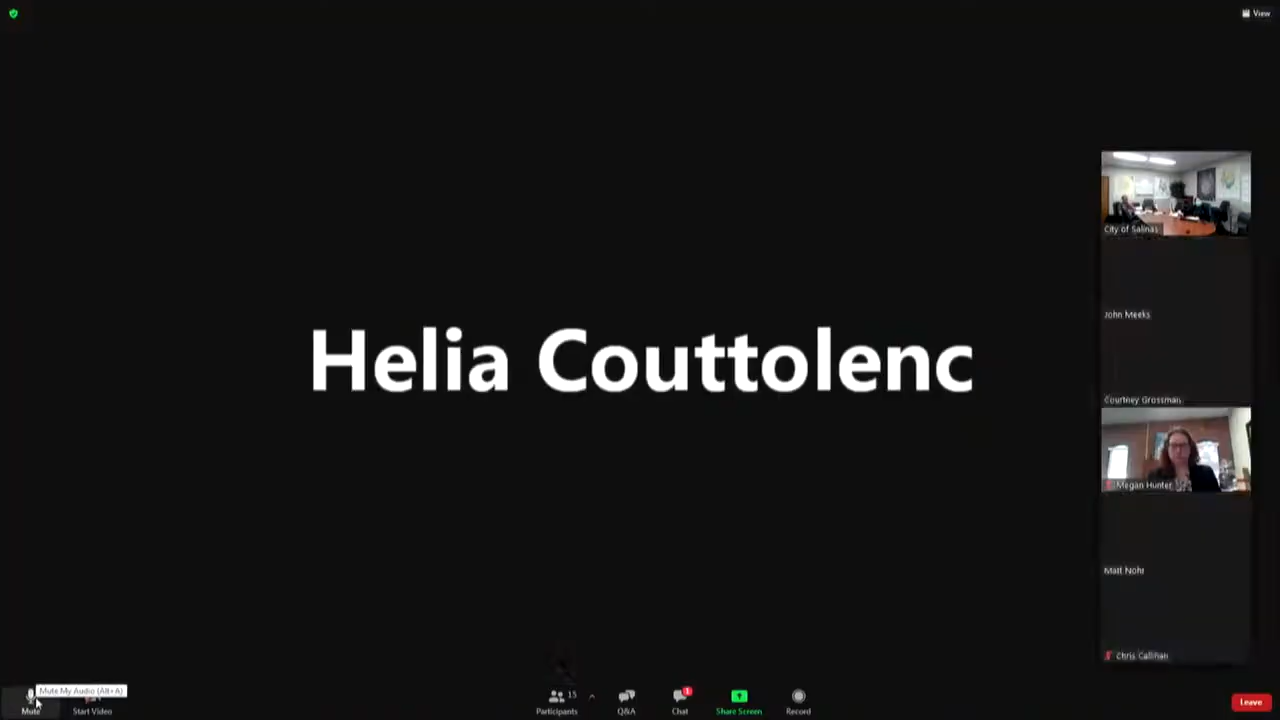 View
City of Salinas
John Meeks
Helia Couttolenc
Courtney Grossman
Megan Hunter
Matt Nohr
Chris Callihan
Mute My Audio (Alt+A)
Mute
Start Video
15
Participants
Q&A
1
Chat
Share Screen
Record
Leave